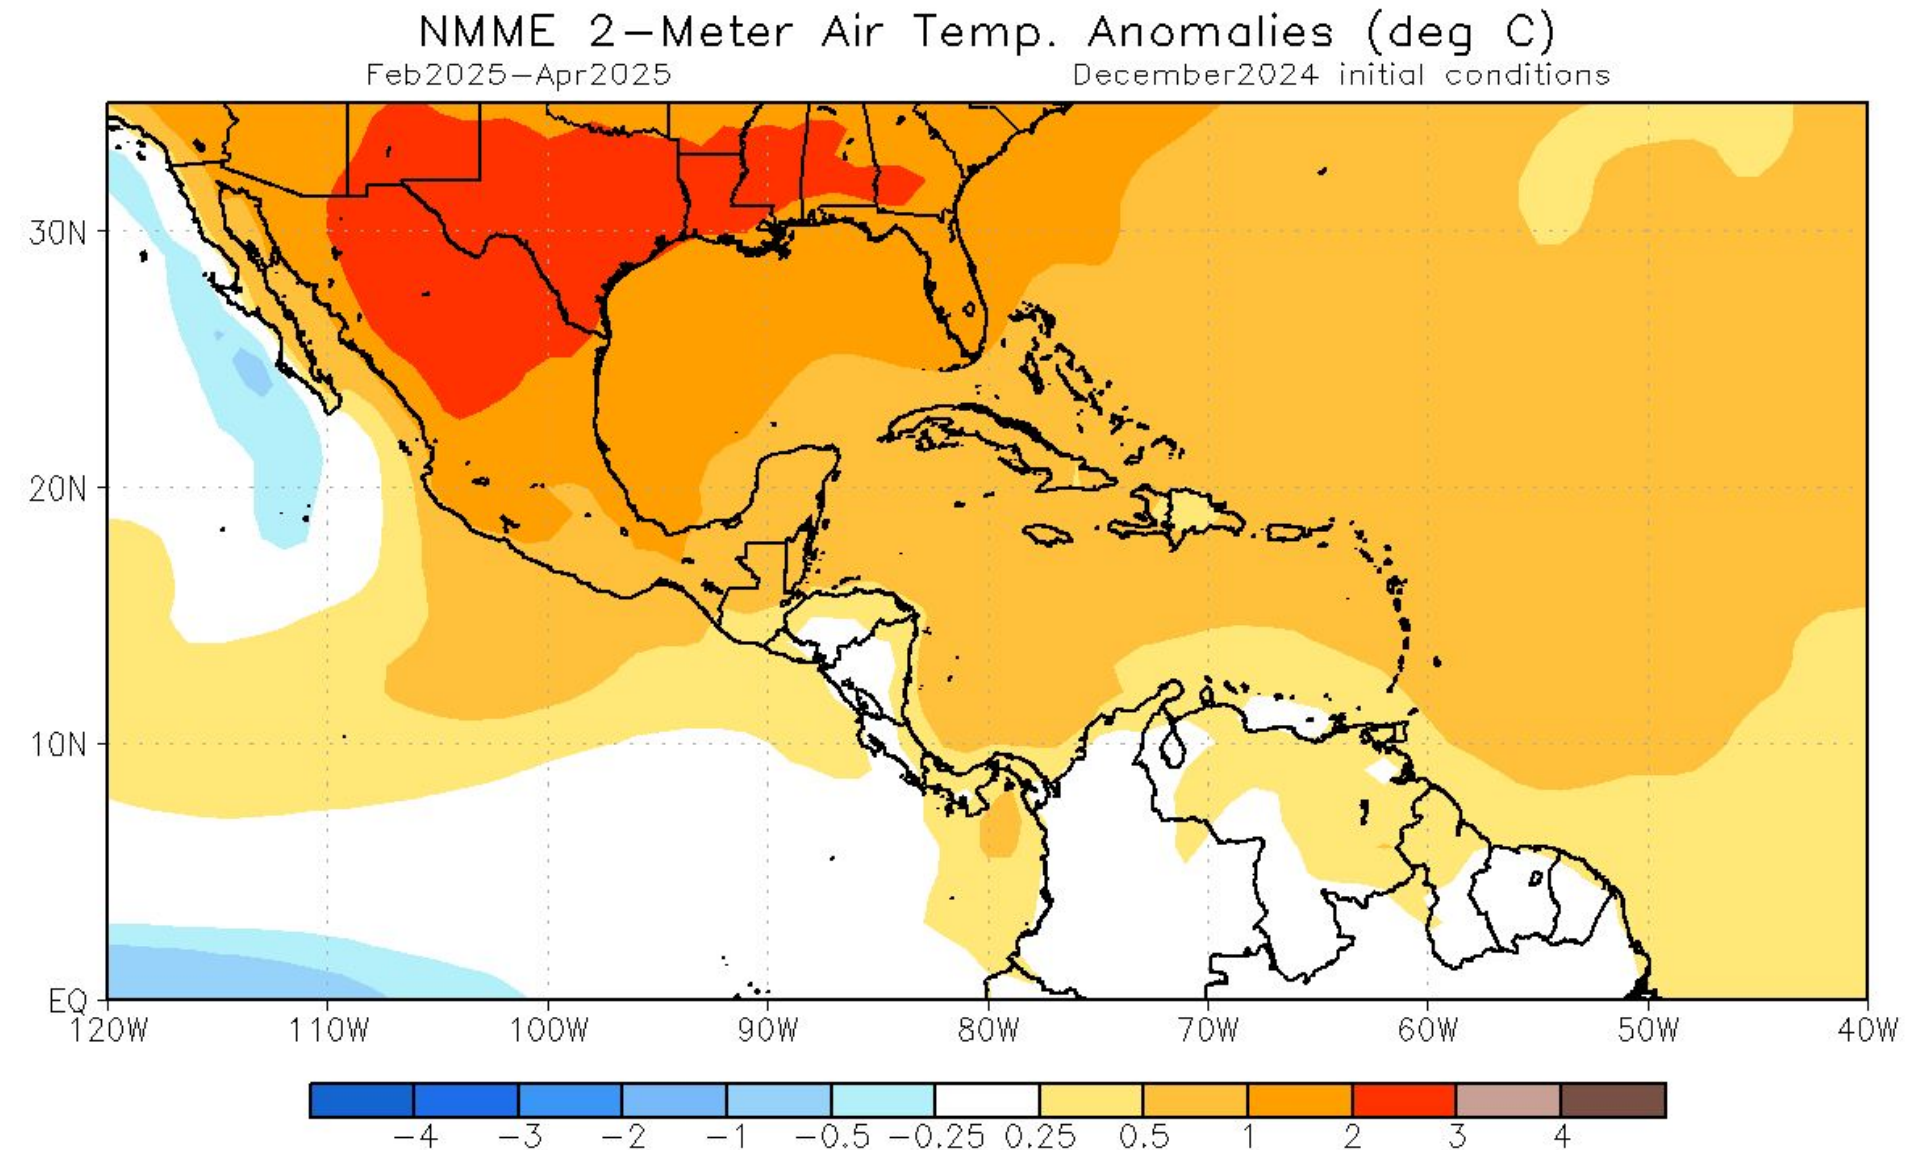 NMME 2-Meter Air Temp. Anomalies (deg C)
Feb2025-Apr2025 December2024 initial conditions
30N
20N
10N
EQ
120W 110W 100W 90W 80W 70W 60W 50W 40W
-4 -3 -2 -1 -0.5 -0.25 0.25 0.5 1 2 3 4